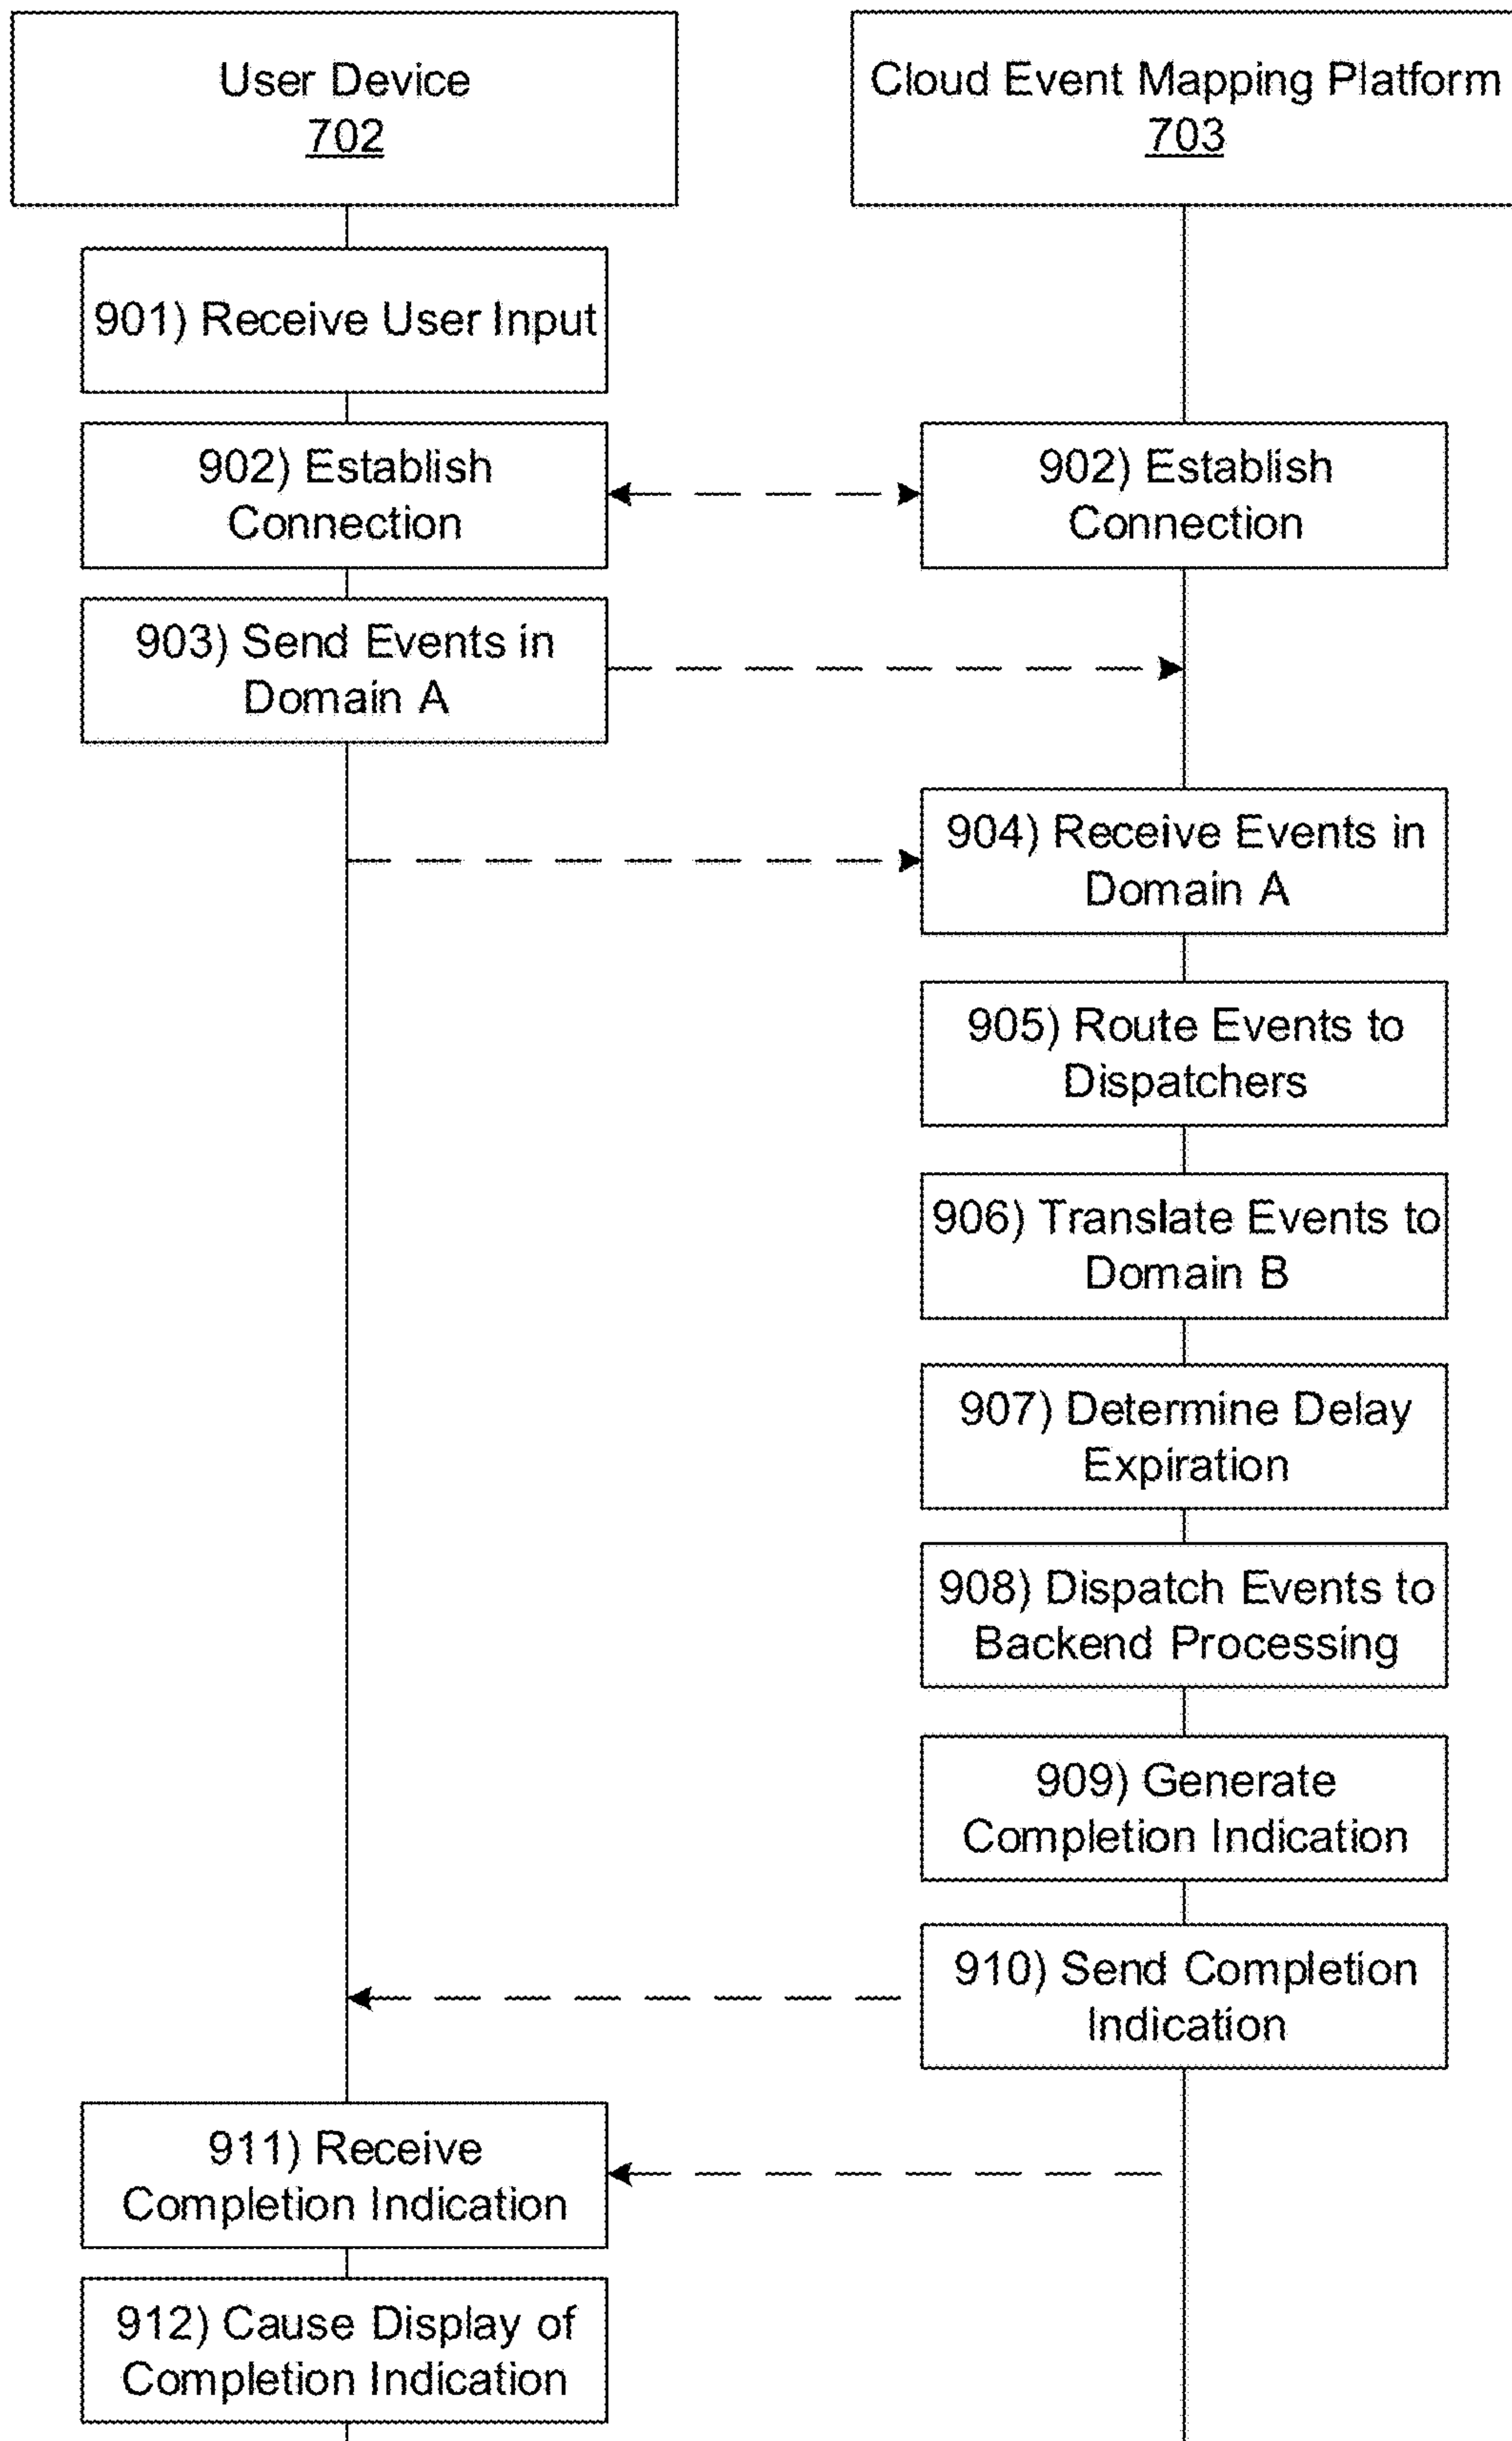 User Device
702
Cloud Event Mapping Platform
703
901) Receive User Input
902) Establish
Connection
902) Establish
Connection
903) Send Events in
Domain A
904) Receive Events in
Domain A
905) Route Events to
Dispatchers
906) Translate Events to
Domain B
907) Determine Delay
Expiration
908) Dispatch Events to
Backend Processing
909) Generate
Completion Indication
910) Send Completion
Indication
911) Receive
Completion Indication
912) Cause Display of
Completion Indication